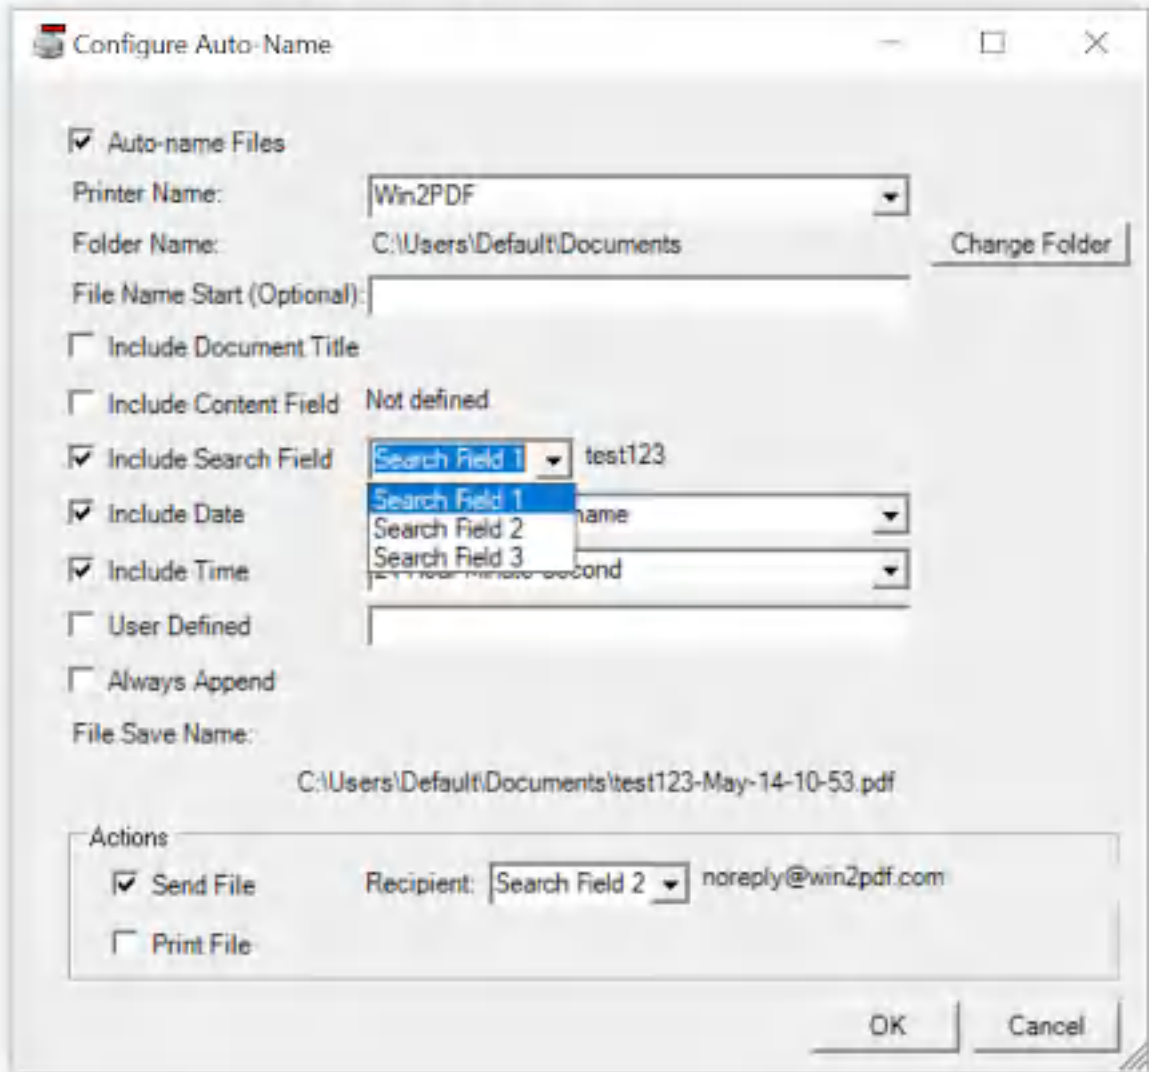 Configure Auto-Name
Auto-name Files
Printer Name: Win2PDF
Folder Name: C:\Users\Default\Documents Change Folder
File Name Start (Optional):
Include Document Title
Include Content Field Not defined
Include Search Field Search Field 1 test123
Search Field 1
Include Date name
Search Field 2
Search Field 3
Include Time
User Defined
Always Append
File Save Name:
C:\Users\Default\Documents\test123-May-14-10-53.pdf
Actions
Send File Recipient: Search Field 2 noreply@win2pdf.com
Print File
OK Cancel